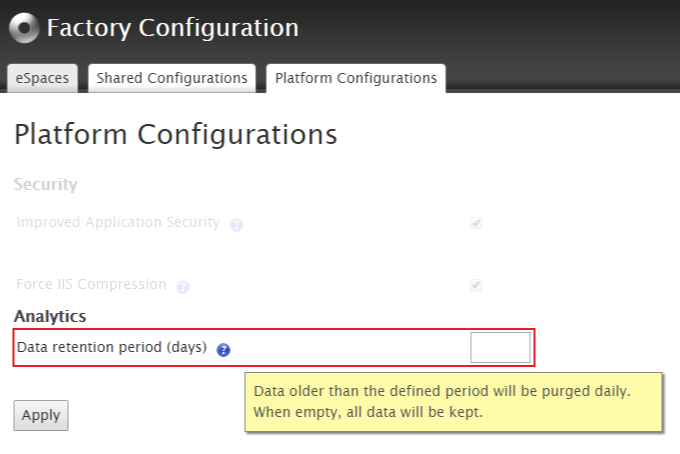 Factory Configuration
eSpaces
Shared Configurations
Platform Configurations
Platform Configurations
Security
Improved Application Security ?
Force IIS Compression ?
Analytics
Data retention period (days) ?
Data older than the defined period will be purged daily.
When empty, all data will be kept.
Apply